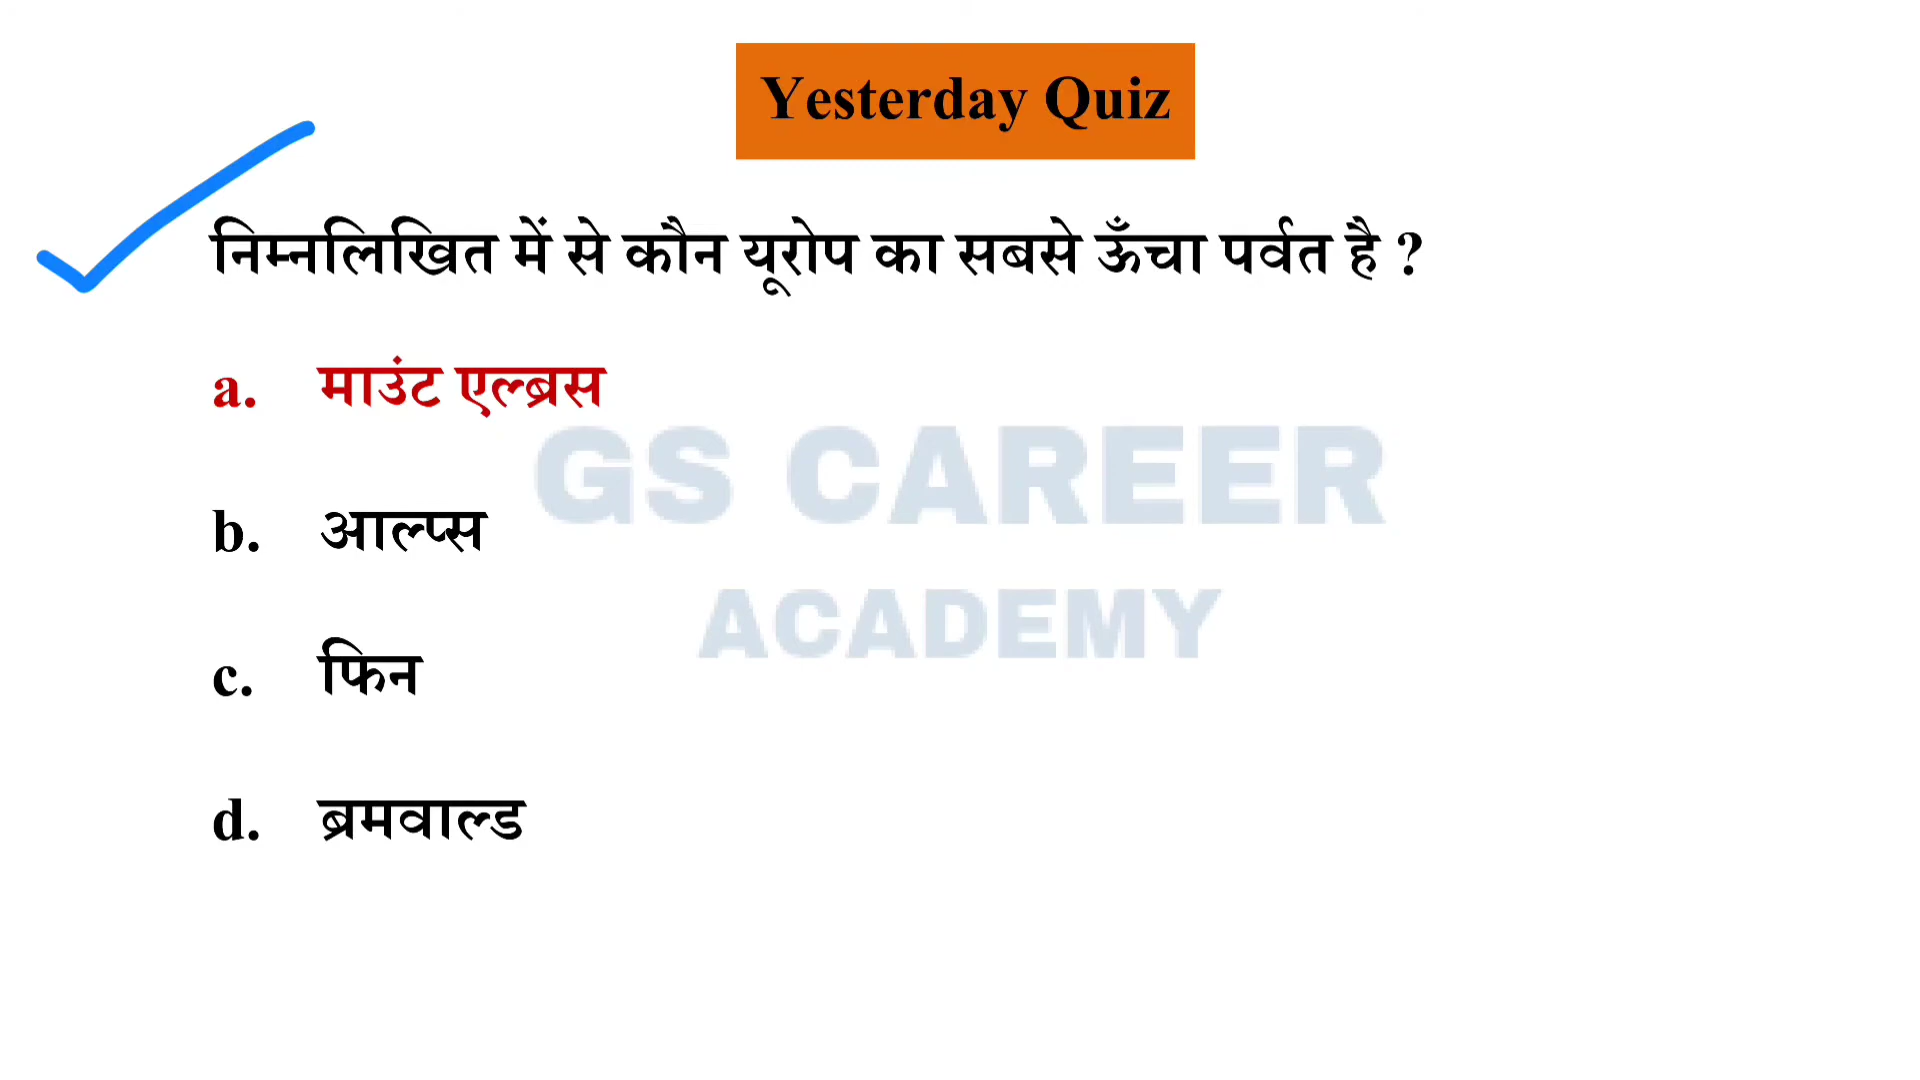 Yesterday Quiz
निम्नलिखित में से कौन यूरोप का सबसे ऊँचा पर्वत है ?
a. माउंट एल्ब्रस
GS CAREER
b. आल्प्स
ACADEMY
c. फिन
d. ब्रमवाल्ड